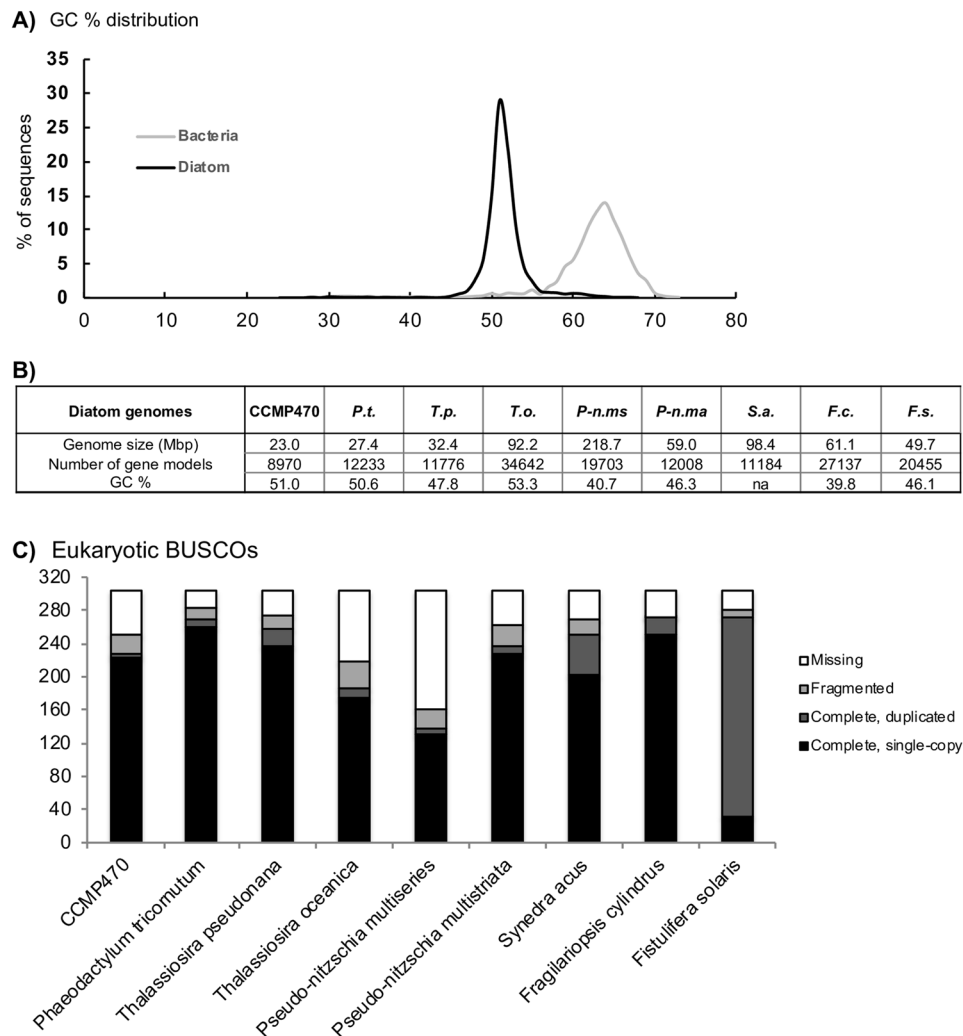 A) GC % distribution
35
30
25
20
15
10
5
0
% of sequences
Bacteria
Diatom
0 10 20 30 40 50 60 70 80
B)
Diatom genomes CCMP470 P.t. T.p. T.o. P-n.ms P-n.ma S.a. F.c. F.s.
Genome size (Mbp) 23.0 27.4 32.4 92.2 218.7 59.0 98.4 61.1 49.7
Number of gene models 8970 12233 11776 34642 19703 12008 11184 27137 20455
GC % 51.0 50.6 47.8 53.3 40.7 46.3 na 39.8 46.1
C) Eukaryotic BUSCOs
320
280
240
200
160
120
80
40
0
Missing
Fragmented
Complete, duplicated
Complete, single-copy
CCMP470
Phaeodactylum tricornutum
Thalassiosira pseudonana
Thalassiosira oceanica
Pseudo-nitzschia multiseries
Pseudo-nitzschia multistriata
Synedra acus
Fragilariopsis cylindrus
Fistulifera solaris